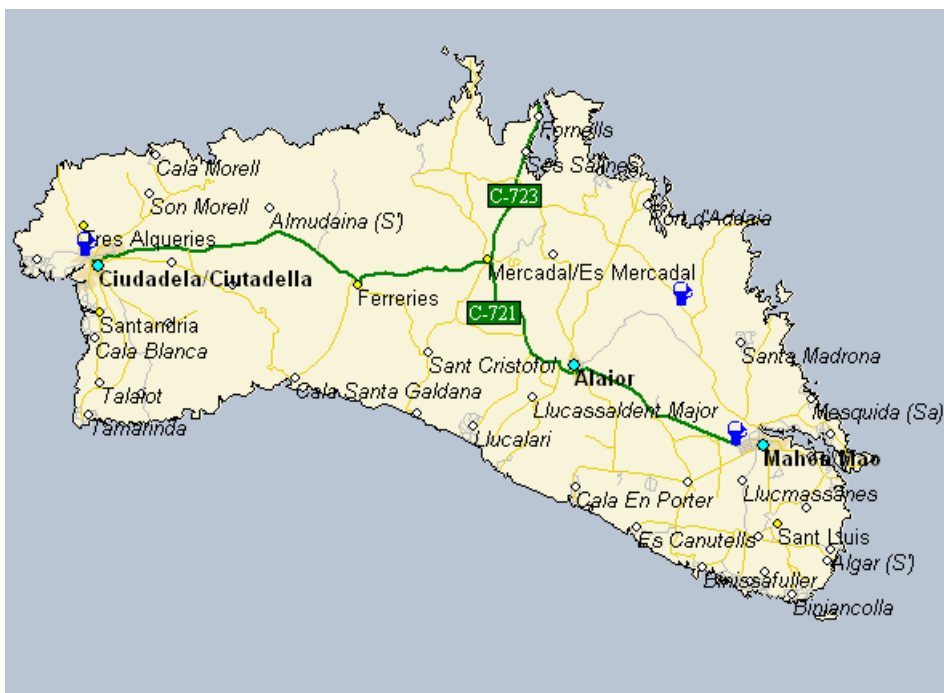 Fornells
Ses Salines
Cala Morell
C-723
Son Morell
Almudaina (S')
Port d'Addaia
Tres Alqueries
Mercadal/Es Mercadal
Ciudadela/Ciutadella
Ferreries
C-721
Santandria
Cala Blanca
Sant Cristofol
Santa Madrona
Alaior
Talaiot
Cala Santa Galdana
Llucassaldent Major
Mesquida (Sa)
Tamarinda
Llucalari
Mahon Mao
Cala En Porter
Llucmassanes
Es Canutells
Sant Lluis
Algar (S')
Binissafuller
Biniancolla